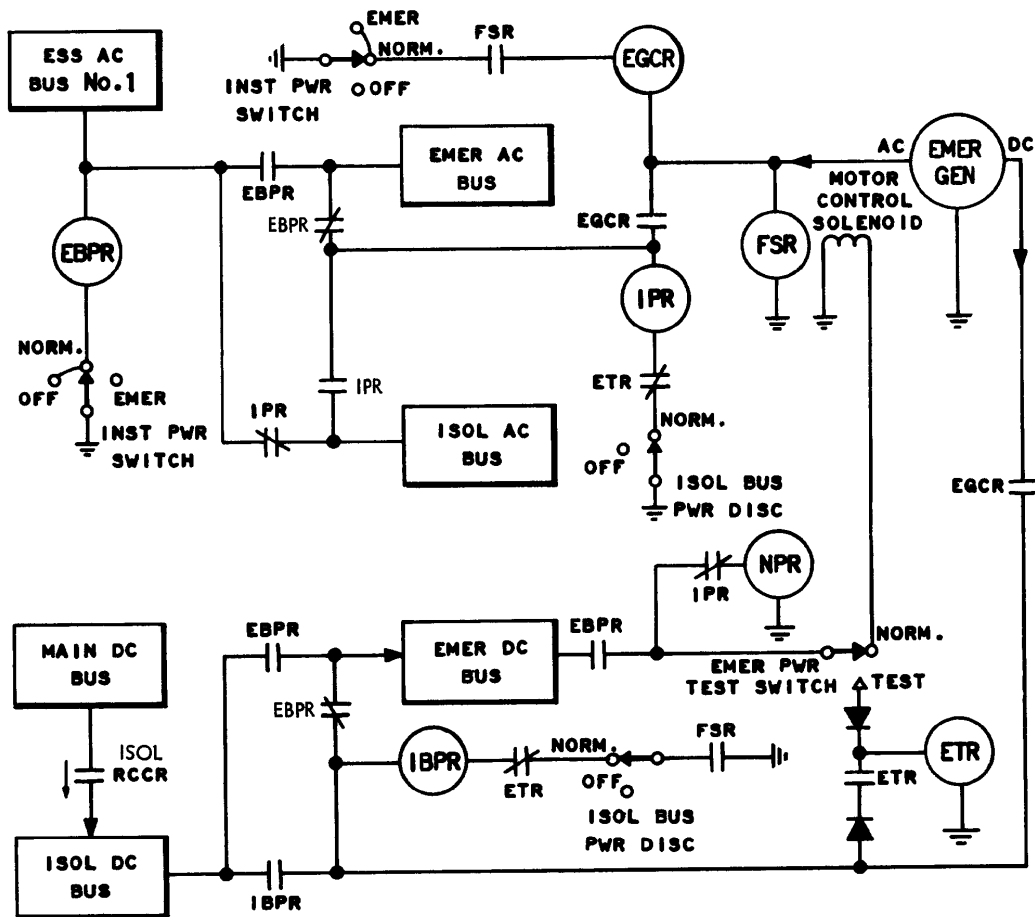 EMER
ESS AC
BUS No.1
NORM.
FSR
EGCR
OFF
INST PWR
SWITCH
EMER AC
BUS
EBPR
AC
EMER
GEN
DC
MOTOR
CONTROL
SOLENOID
EBPR
EGCR
EBPR
FSR
IPR
NORM.
OFF
EMER
INST PWR
SWITCH
IPR
IPR
ISOL AC
BUS
ETR
NORM.
OFF
ISOL BUS
PWR DISC
EGCR
NPR
IPR
MAIN DC
BUS
EBPR
EMER DC
BUS
EBPR
NORM.
EMER PWR
TEST SWITCH
TEST
EBPR
ISOL
RCCR
IBPR
ETR
NORM.
OFF
FSR
ISOL BUS
PWR DISC
ETR
ETR
ISOL DC
BUS
IBPR